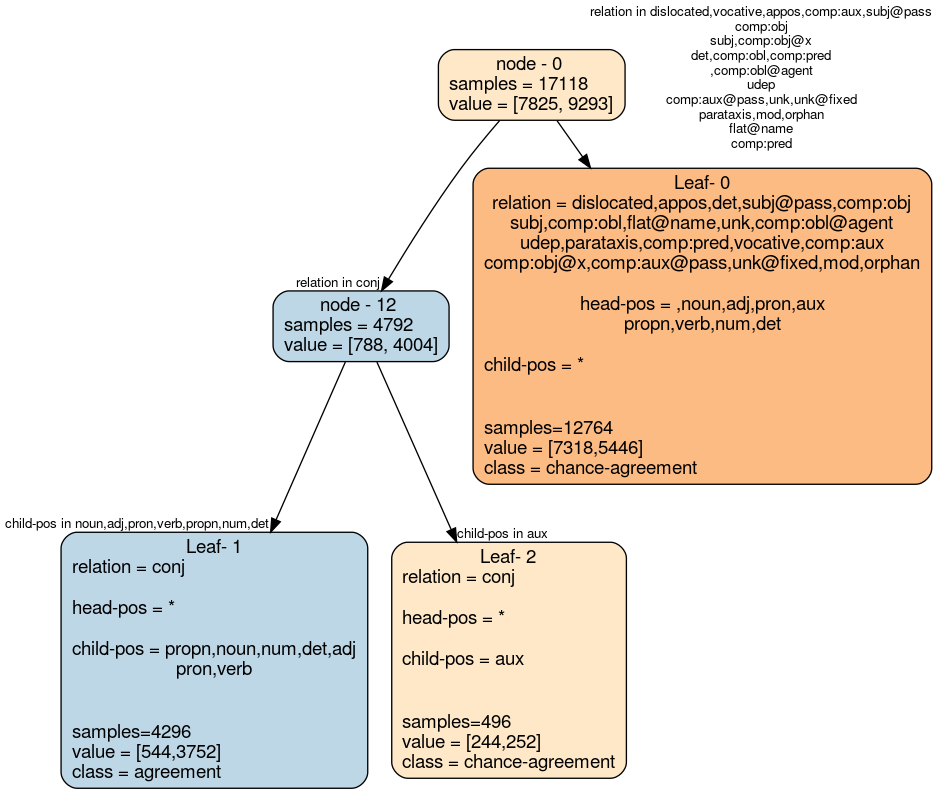 relation in dislocated,vocative,appos,comp:aux,subj@pass
comp:obj
subj,comp:obj@x
det,comp:obl,comp:pred
,comp:obl@agent
udep
comp:aux@pass,unk,unk@fixed
parataxis,mod,orphan
flat@name
comp:pred
node - 0
samples = 17118
value = [7825, 9293]
Leaf- 0
relation = dislocated,appos,det,subj@pass,comp:obj
subj,comp:obl,flat@name,unk,comp:obl@agent
udep,parataxis,comp:pred,vocative,comp:aux
comp:obj@x,comp:aux@pass,unk@fixed,mod,orphan
head-pos = ,noun,adj,pron,aux
propn,verb,num,det
child-pos = *
samples=12764
value = [7318,5446]
class = chance-agreement
relation in conj
node - 12
samples = 4792
value = [788, 4004]
child-pos in noun,adj,pron,verb,propn,num,det
Leaf- 1
relation = conj
head-pos = *
child-pos = propn,noun,num,det,adj
pron,verb
samples=4296
value = [544,3752]
class = agreement
child-pos in aux
Leaf- 2
relation = conj
head-pos = *
child-pos = aux
samples=496
value = [244,252]
class = chance-agreement